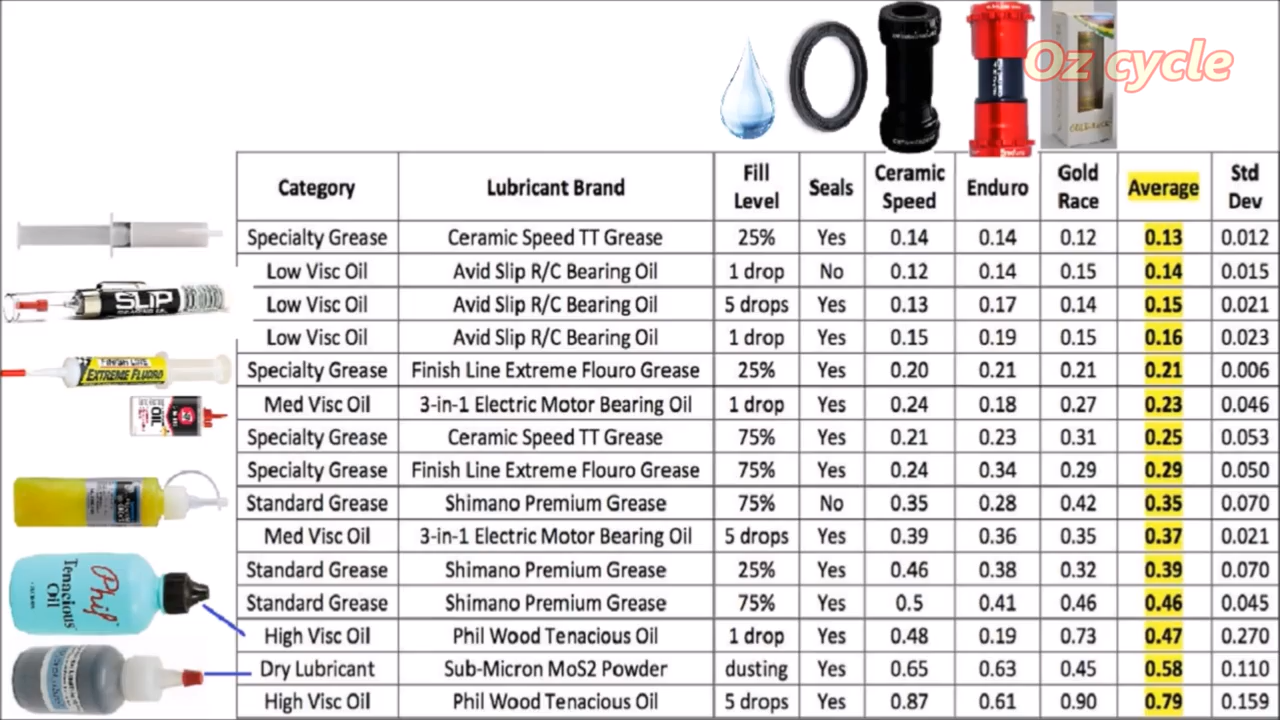 Oz cycle
Category Lubricant Brand Fill Level Seals Ceramic Speed Enduro Gold Race Average Std Dev
Specialty Grease Ceramic Speed TT Grease 25% Yes 0.14 0.14 0.12 0.13 0.012
Low Visc Oil Avid Slip R/C Bearing Oil 1 drop No 0.12 0.14 0.15 0.14 0.015
Low Visc Oil Avid Slip R/C Bearing Oil 5 drops Yes 0.13 0.17 0.14 0.15 0.021
Low Visc Oil Avid Slip R/C Bearing Oil 1 drop Yes 0.15 0.19 0.15 0.16 0.023
Specialty Grease Finish Line Extreme Flouro Grease 25% Yes 0.20 0.21 0.21 0.21 0.006
Med Visc Oil 3-in-1 Electric Motor Bearing Oil 1 drop Yes 0.24 0.18 0.27 0.23 0.046
Specialty Grease Ceramic Speed TT Grease 75% Yes 0.21 0.23 0.31 0.25 0.053
Specialty Grease Finish Line Extreme Flouro Grease 75% Yes 0.24 0.34 0.29 0.29 0.050
Standard Grease Shimano Premium Grease 75% No 0.35 0.28 0.42 0.35 0.070
Med Visc Oil 3-in-1 Electric Motor Bearing Oil 5 drops Yes 0.39 0.36 0.35 0.37 0.021
Standard Grease Shimano Premium Grease 25% Yes 0.46 0.38 0.32 0.39 0.070
Standard Grease Shimano Premium Grease 75% Yes 0.5 0.41 0.46 0.46 0.045
High Visc Oil Phil Wood Tenacious Oil 1 drop Yes 0.48 0.19 0.73 0.47 0.270
Dry Lubricant Sub-Micron MoS2 Powder dusting Yes 0.65 0.63 0.45 0.58 0.110
High Visc Oil Phil Wood Tenacious Oil 5 drops Yes 0.87 0.61 0.90 0.79 0.159
SLIP
FINISH LINE
EXTREME FLUORO
OIL
Phil
Tenacious
Oil